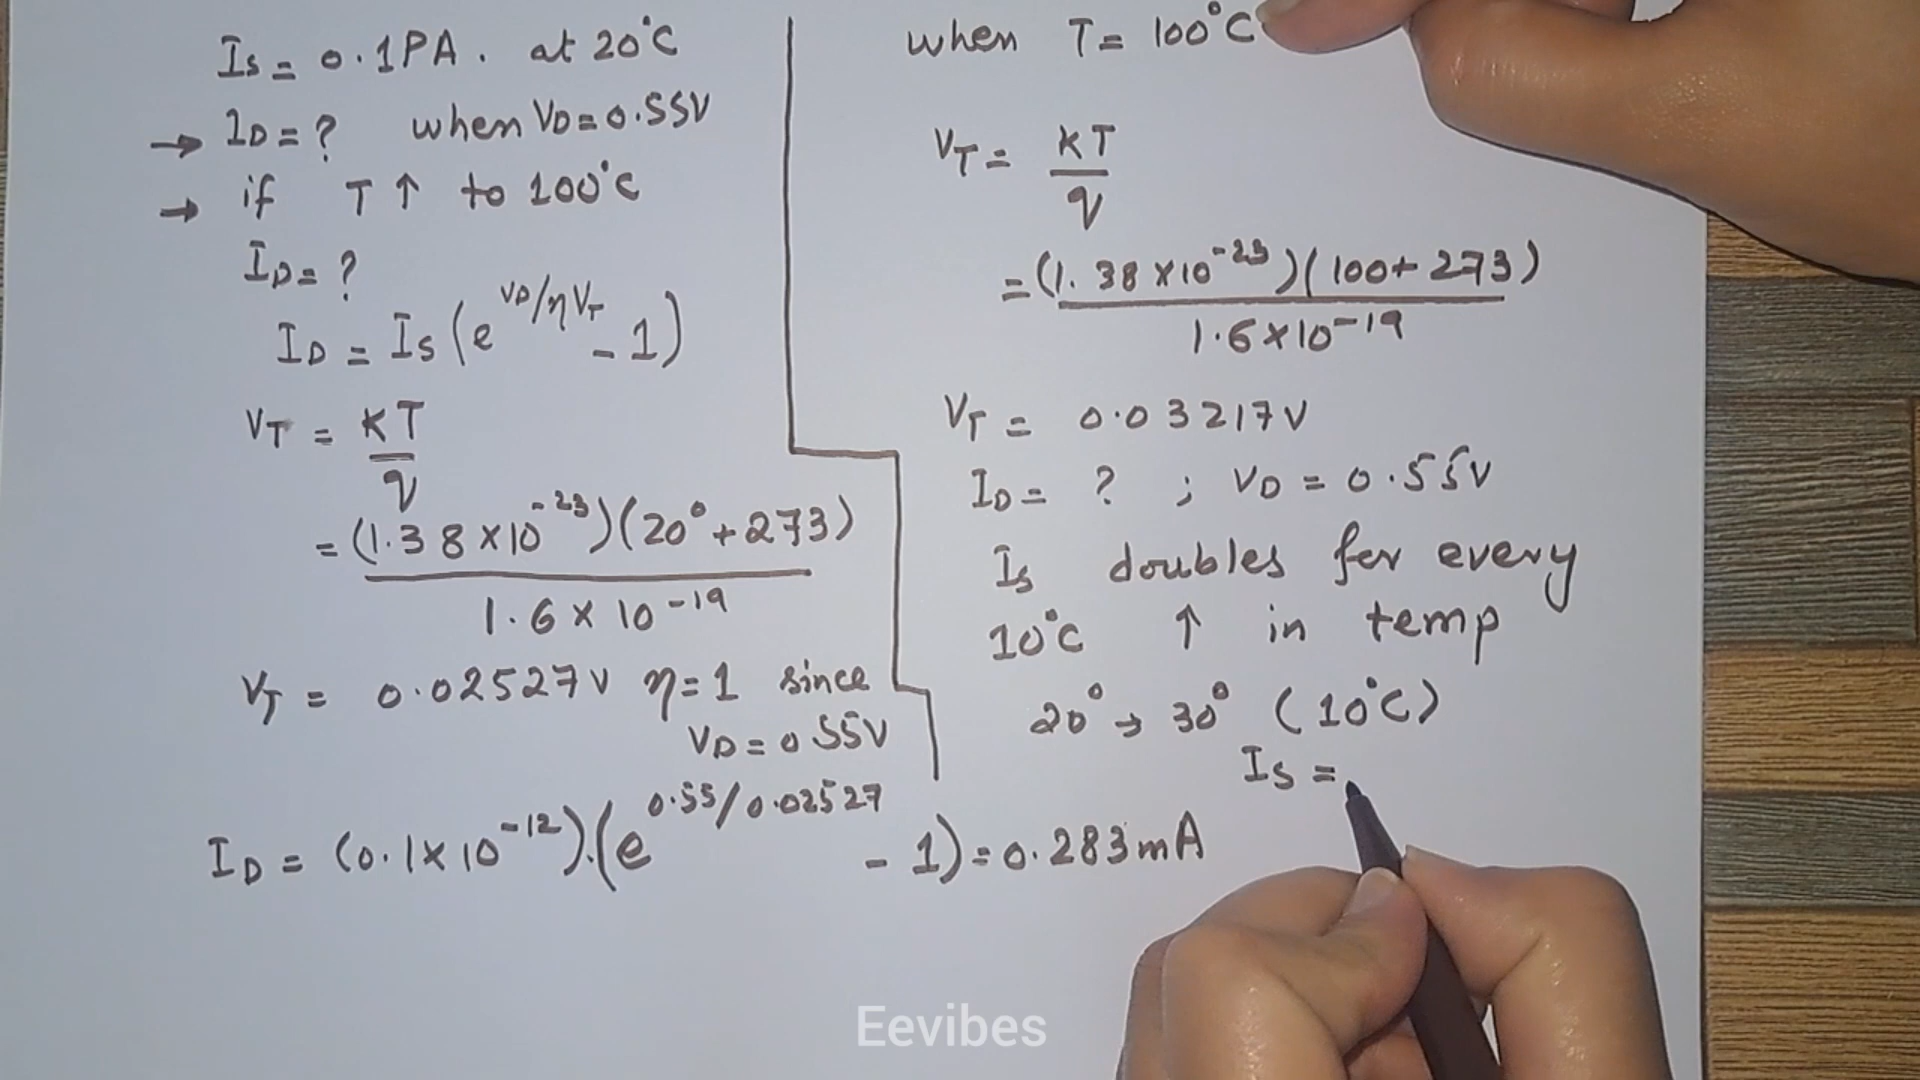 Is = 0.1PA. at 20°C
→ ID = ? when VD = 0.55V
→ if T ↑ to 100°C
ID = ?
ID = Is (e^VD/ηVT - 1)
VT = KT/q
= (1.38 × 10^-23)(20° + 273)
1.6 × 10^-19
VT = 0.02527V η = 1 since
VD = 0.55V
ID = (0.1 × 10^-12).(e^0.55/0.02527 - 1) = 0.283mA
when T = 100°C
VT = KT/q
= (1.38 × 10^-23)(100 + 273)
1.6 × 10^-19
VT = 0.03217V
ID = ? ; VD = 0.55V
Is doubles for every
10°C ↑ in temp
20° → 30° (10°C)
Is =
Eevibes